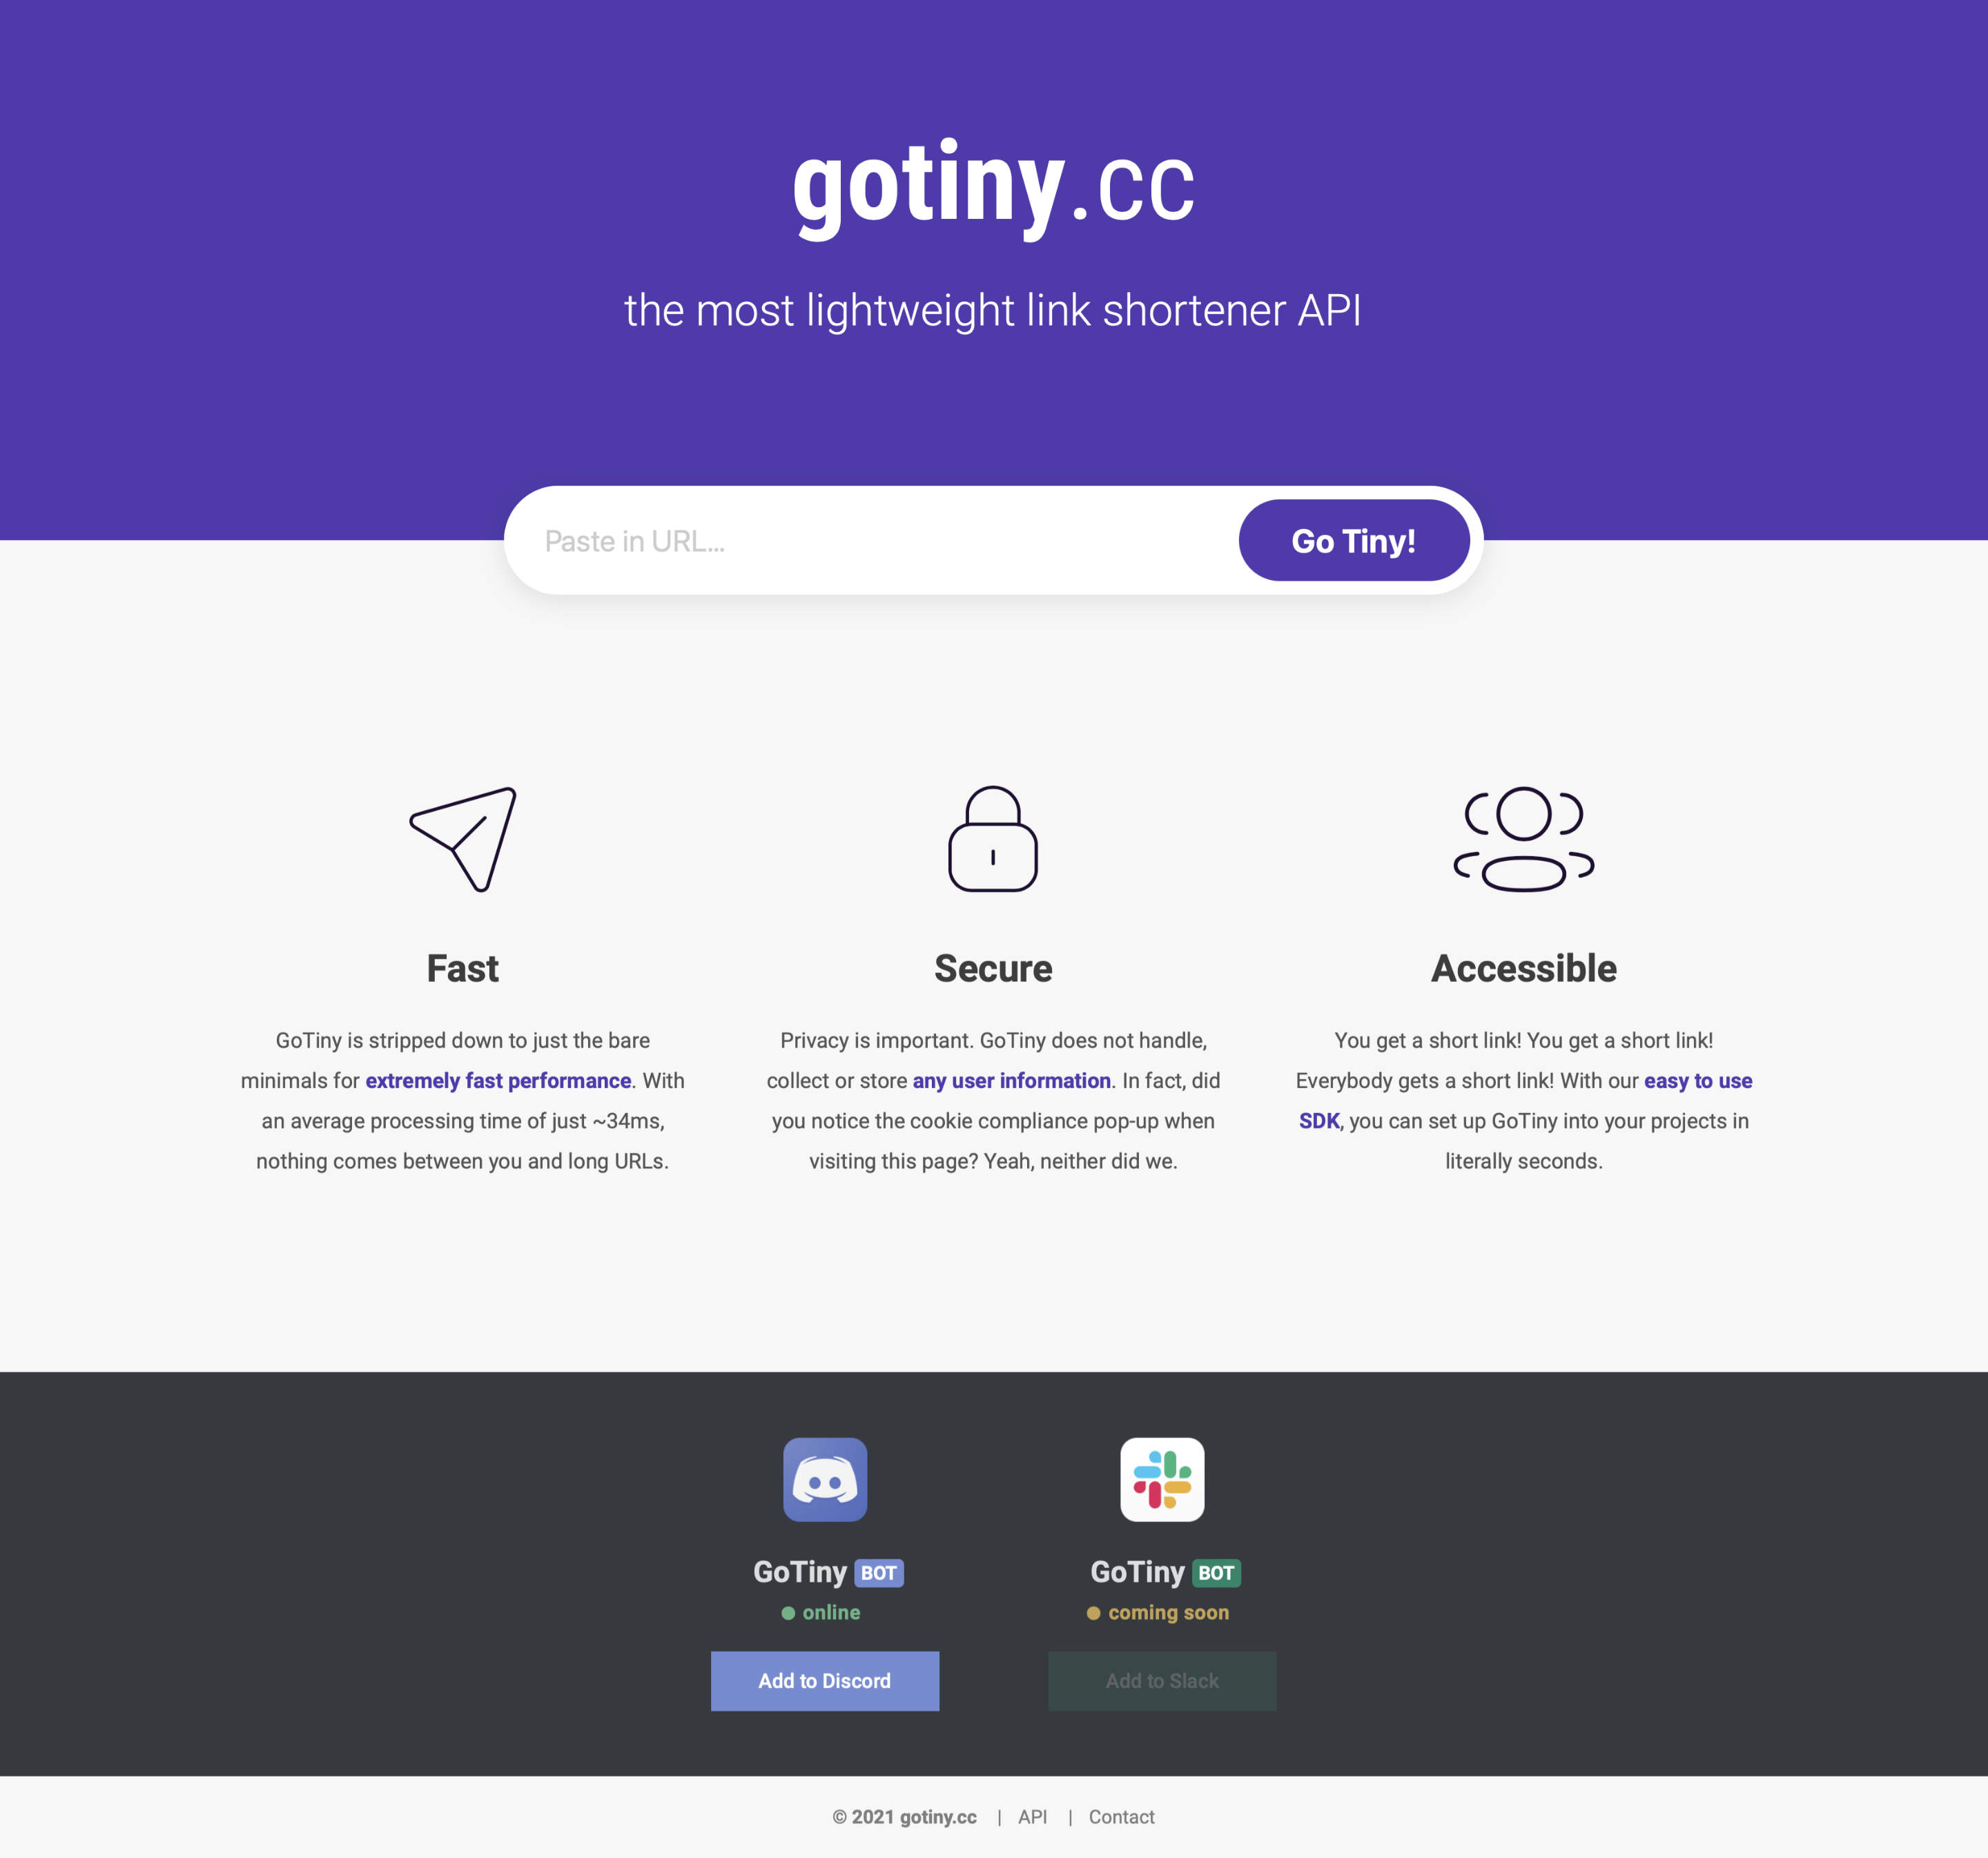 gotiny.cc
the most lightweight link shortener API
Paste in URL...
Go Tiny!
Fast
GoTiny is stripped down to just the bare
minimals for extremely fast performance. With
an average processing time of just ~34ms,
nothing comes between you and long URLs.
Secure
Privacy is important. GoTiny does not handle,
collect or store any user information. In fact, did
you notice the cookie compliance pop-up when
visiting this page? Yeah, neither did we.
Accessible
You get a short link! You get a short link!
Everybody gets a short link! With our easy to use
SDK, you can set up GoTiny into your projects in
literally seconds.
GoTiny BOT
online
Add to Discord
GoTiny BOT
coming soon
Add to Slack
© 2021 gotiny.cc | API | Contact